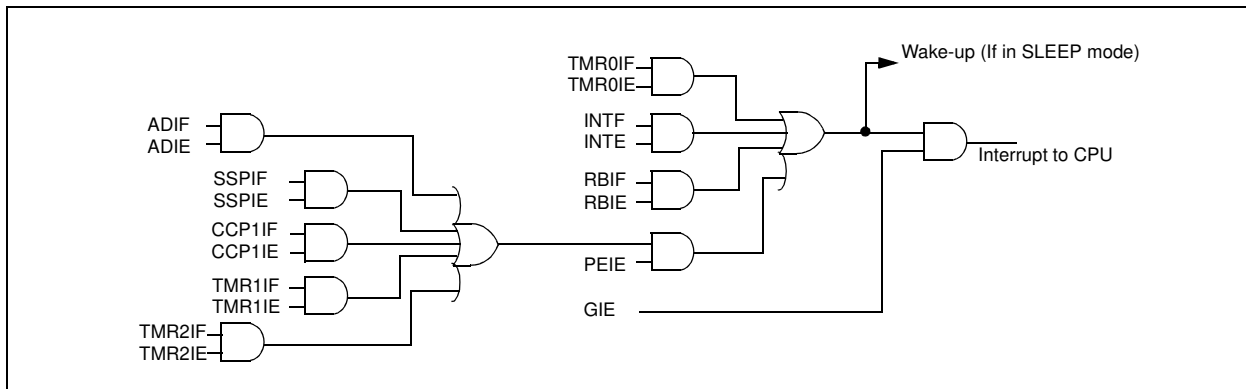 Wake-up (If in SLEEP mode)
TMR0IF
TMR0IE
ADIF
ADIE
INTF
INTE
Interrupt to CPU
SSPIF
SSPIE
RBIF
RBIE
CCP1IF
CCP1IE
PEIE
TMR1IF
TMR1IE
GIE
TMR2IF
TMR2IE